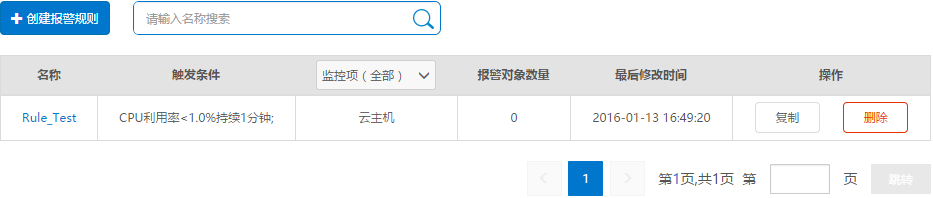 + 创建报警规则 请输入名称搜索
名称 触发条件 监控项（全部） 报警对象数量 最后修改时间 操作
Rule_Test CPU利用率<1.0%持续1分钟; 云主机 0 2016-01-13 16:49:20 复制 删除
< 1 > 第1页,共1页 第 页 跳转